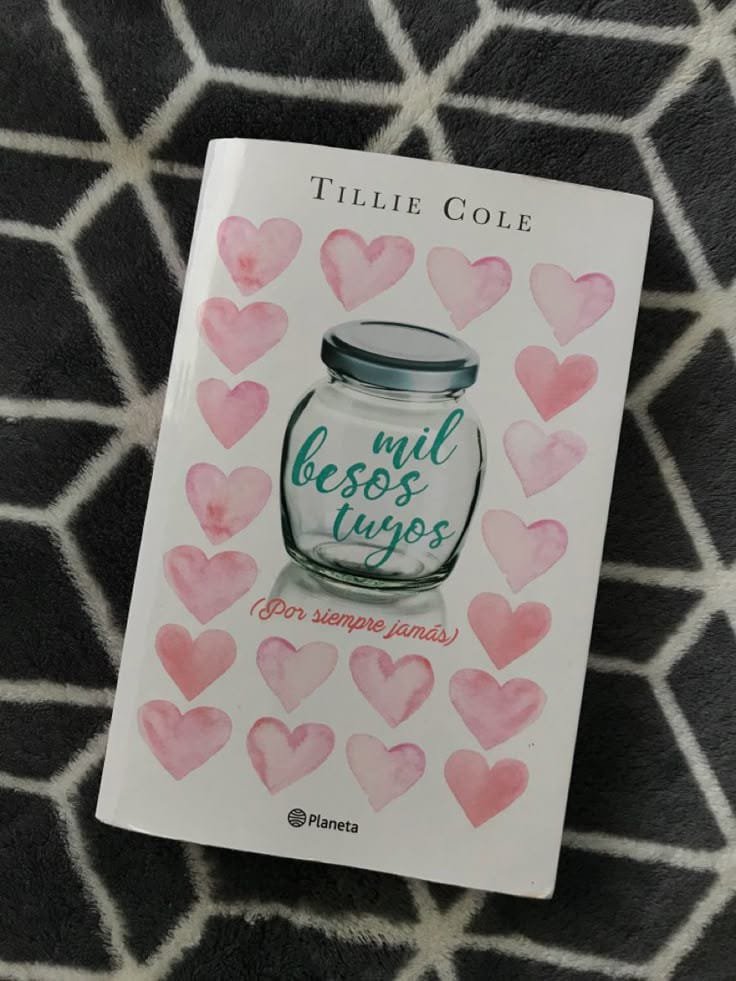 TILLIE COLE
mil
besos
tuyos
(Por siempre jamás)
Planeta